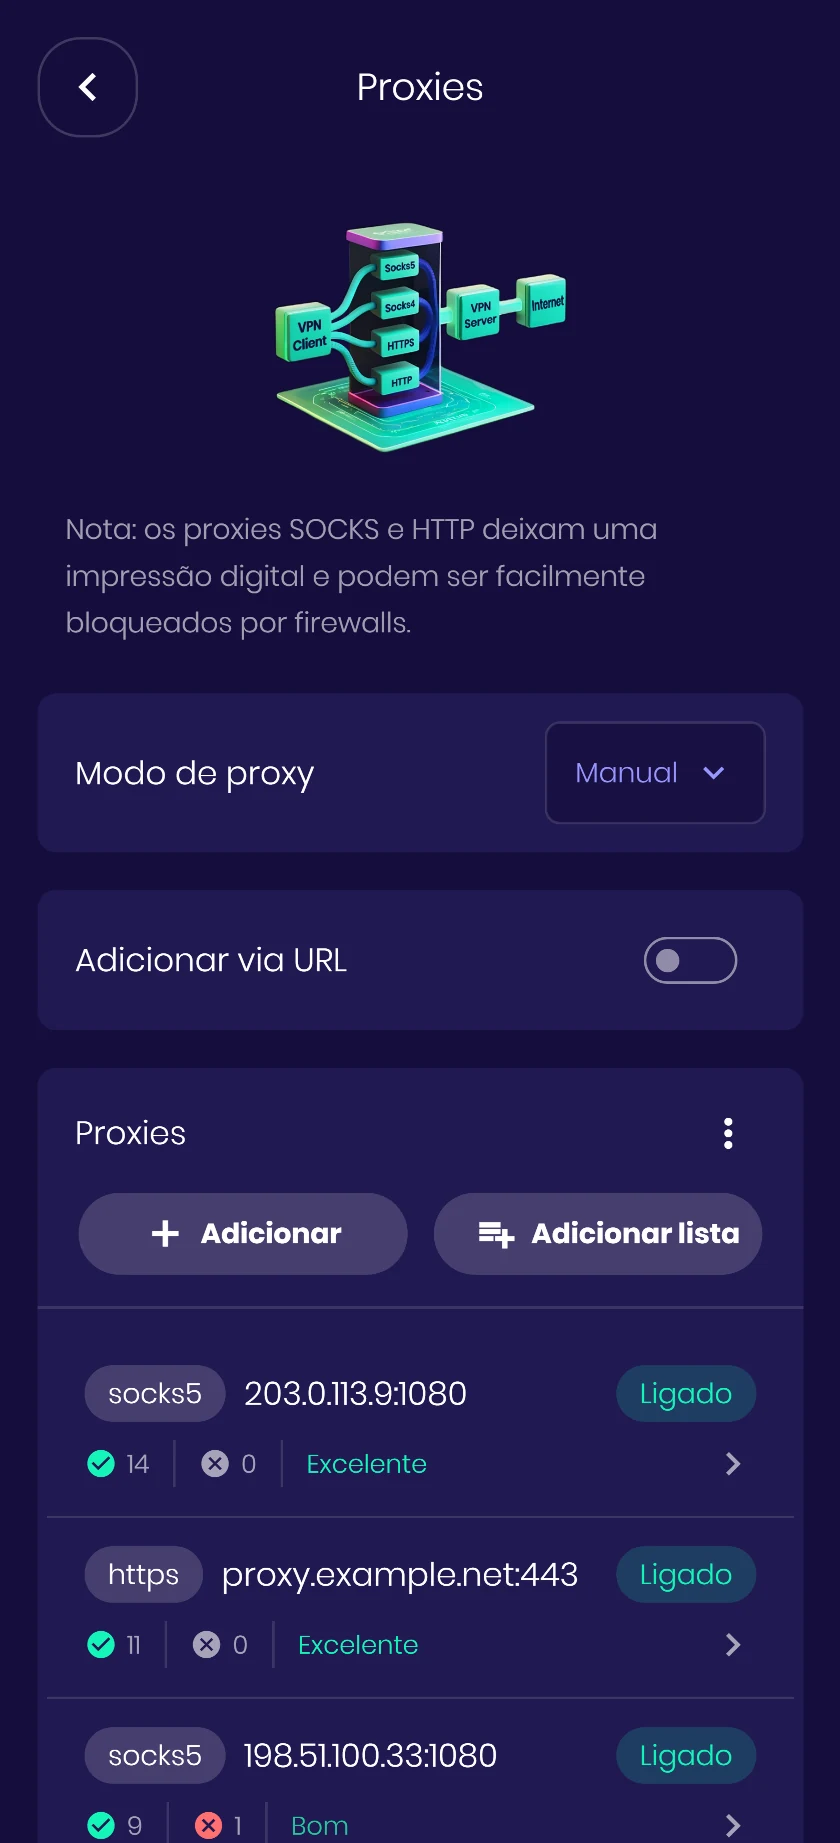 Proxies
Socks5
Socks4
HTTPS
HTTP
VPN
Client
VPN
Server
Internet
Nota: os proxies SOCKS e HTTP deixam uma
impressão digital e podem ser facilmente
bloqueados por firewalls.
Modo de proxy
Manual
Adicionar via URL
Proxies
Adicionar
Adicionar lista
socks5 203.0.113.9:1080 Ligado
14 0 Excelente
https proxy.example.net:443 Ligado
11 0 Excelente
socks5 198.51.100.33:1080 Ligado
9 1 Bom